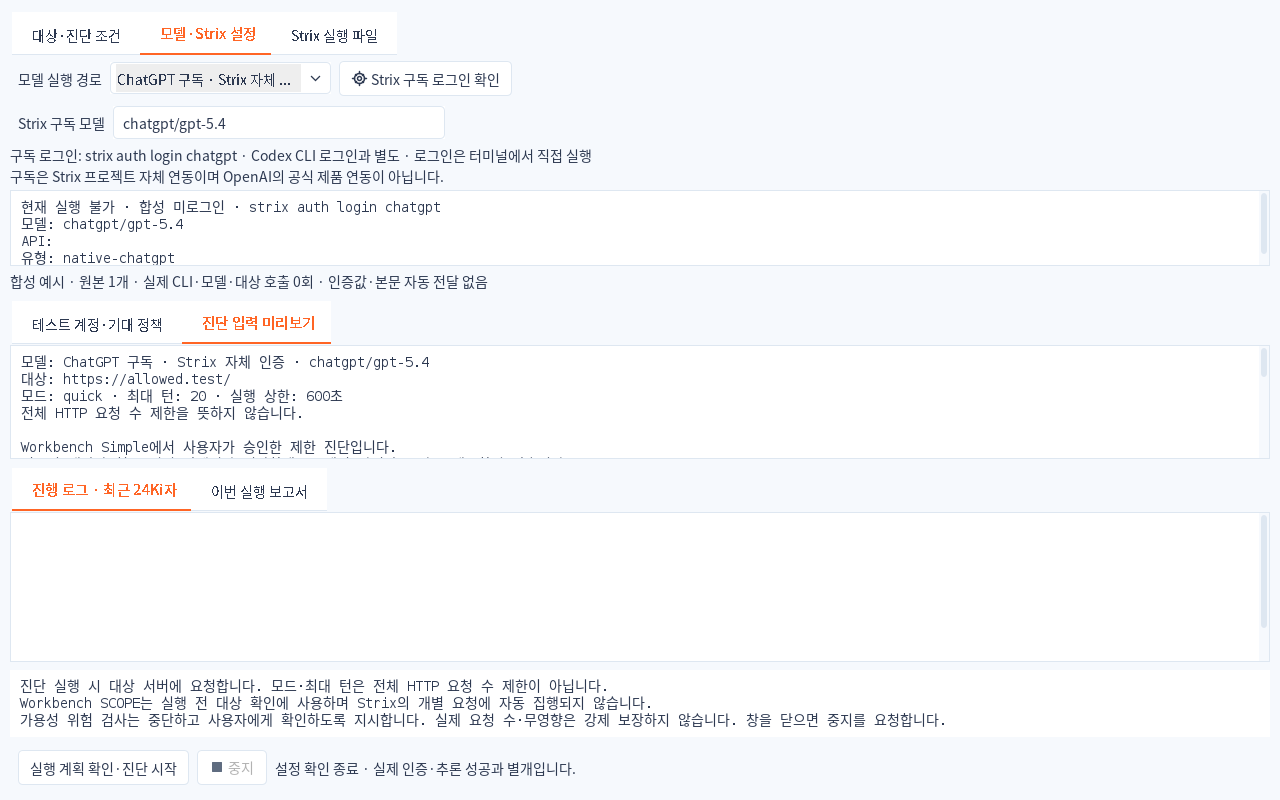 대상·진단 조건
모델·Strix 설정
Strix 실행 파일
모델 실행 경로
ChatGPT 구독 · Strix 자체 ...
Strix 구독 로그인 확인
Strix 구독 모델
chatgpt/gpt-5.4
구독 로그인: strix auth login chatgpt · Codex CLI 로그인과 별도 · 로그인은 터미널에서 직접 실행
구독은 Strix 프로젝트 자체 연동이며 OpenAI의 공식 제품 연동이 아닙니다.
현재 실행 불가 · 합성 미로그인 · strix auth login chatgpt
모델: chatgpt/gpt-5.4
API:
유형: native-chatgpt
합성 예시 · 원본 1개 · 실제 CLI·모델·대상 호출 0회 · 인증값·본문 자동 전달 없음
테스트 계정·기대 정책
진단 입력 미리보기
모델: ChatGPT 구독 · Strix 자체 인증 · chatgpt/gpt-5.4
대상: https://allowed.test/
모드: quick · 최대 턴: 20 · 실행 상한: 600초
전체 HTTP 요청 수 제한을 뜻하지 않습니다.
Workbench Simple에서 사용자가 승인한 제한 진단입니다.
진행 로그 · 최근 24Ki자
이번 실행 보고서
진단 실행 시 대상 서버에 요청합니다. 모드·최대 턴은 전체 HTTP 요청 수 제한이 아닙니다.
Workbench SCOPE는 실행 전 대상 확인에 사용하며 Strix의 개별 요청에 자동 집행되지 않습니다.
가용성 위험 검사는 중단하고 사용자에게 확인하도록 지시합니다. 실제 요청 수·무영향은 강제 보장하지 않습니다. 창을 닫으면 중지를 요청합니다.
실행 계획 확인·진단 시작
중지
설정 확인 종료 · 실제 인증·추론 성공과 별개입니다.